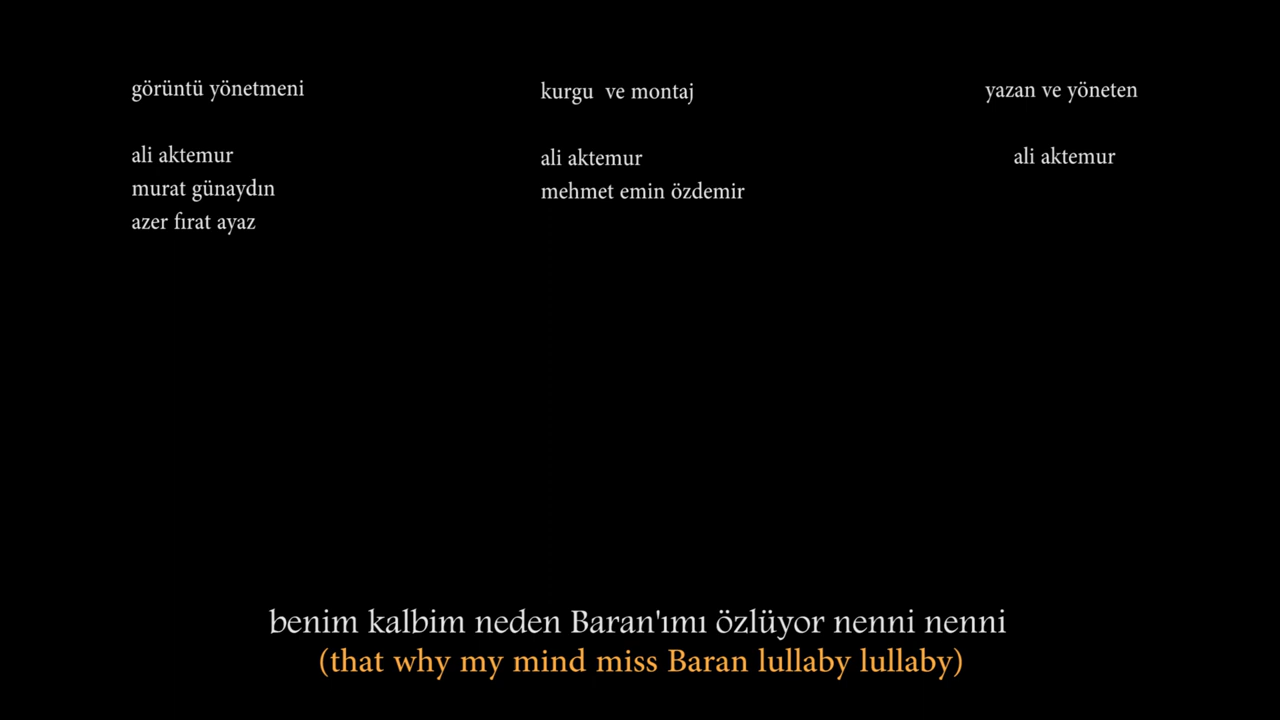 görüntü yönetmeni
ali aktemur
murat günaydın
azer fırat ayaz
kurgu ve montaj
ali aktemur
mehmet emin özdemir
yazan ve yöneten
ali aktemur
benim kalbim neden Baran'ımı özlüyor nenni nenni
(that why my mind miss Baran lullaby lullaby)